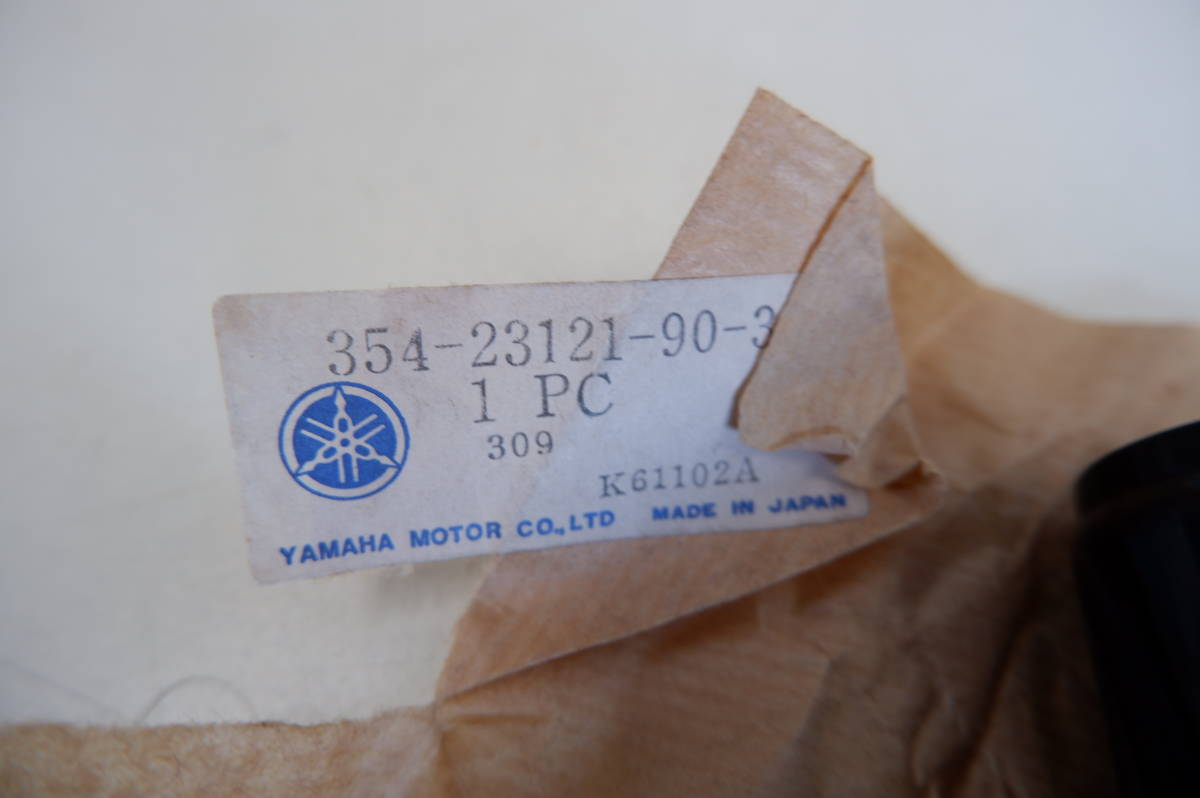 354-23121-90-3
1 PC
309
K61102A
YAMAHA MOTOR CO.,LTD MADE IN JAPAN